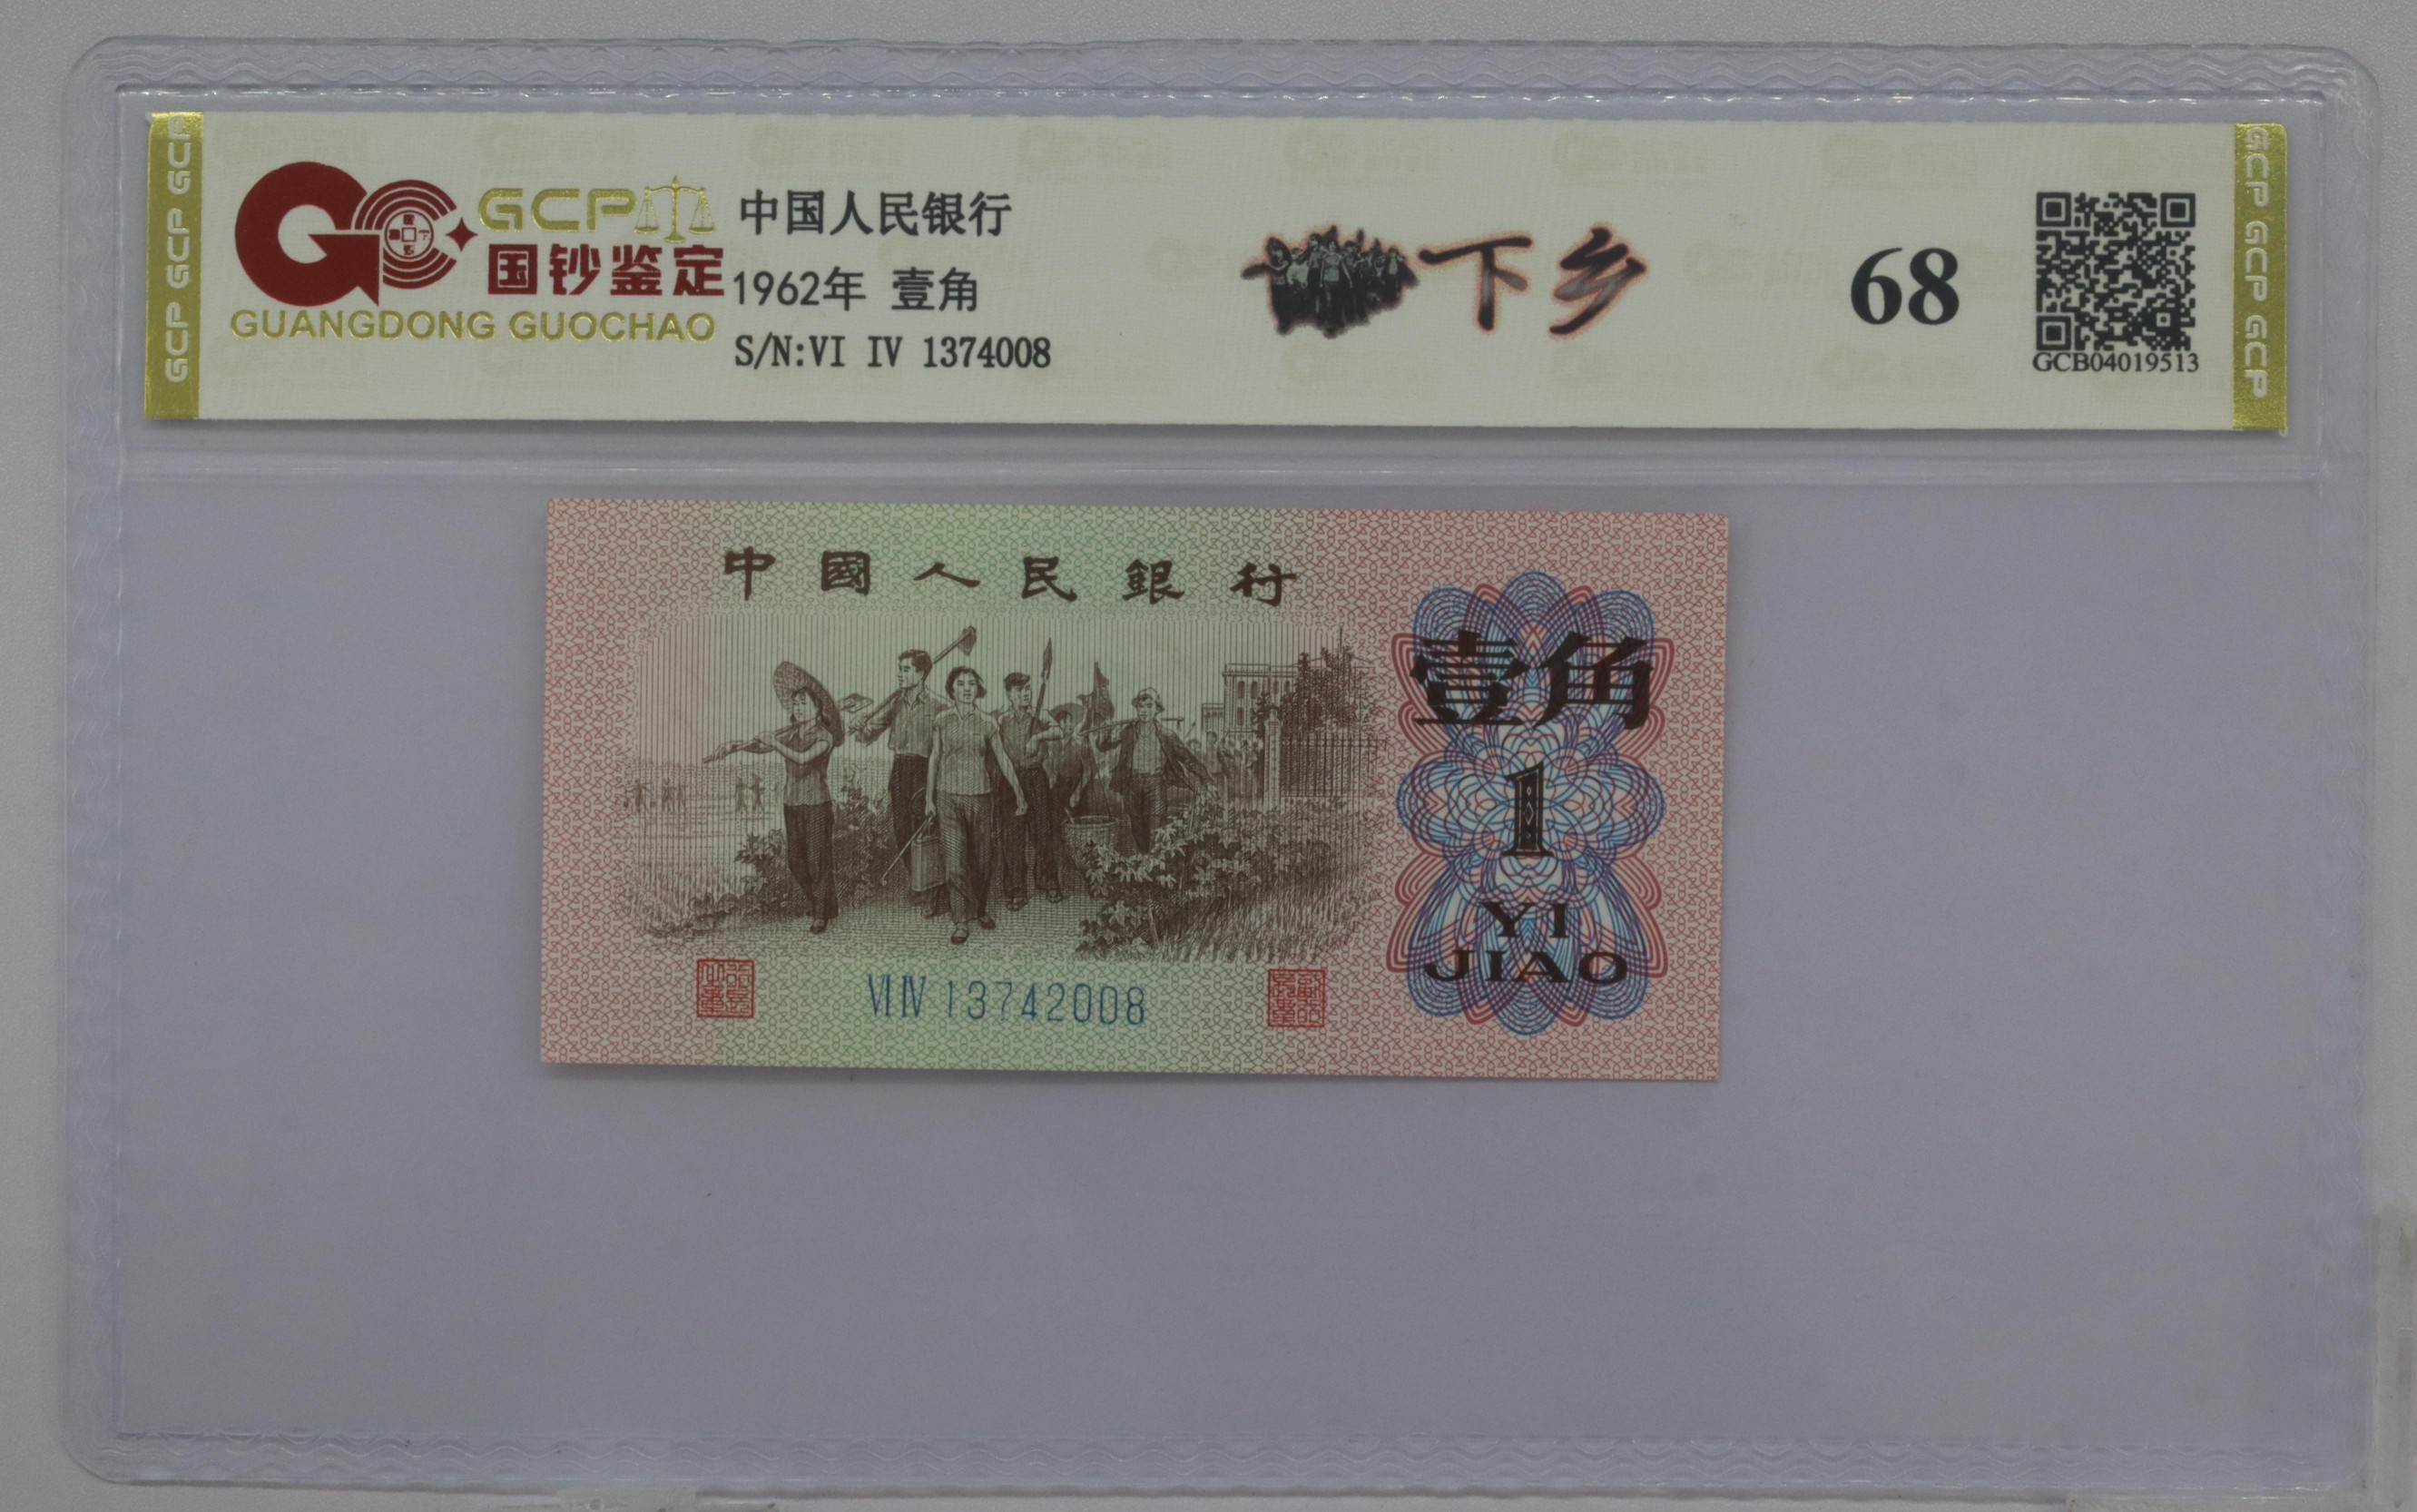 GCP GCP GCP
GCP
国钞鉴定
GUANGDONG GUOCHAO
中国人民银行
1962年 壹角
S/N:VI IV 1374008
下乡
68
GCB04019513
GCP GCP GCP
中國人民銀行
壹角
1
YI
JIAO
VI IV 13742008